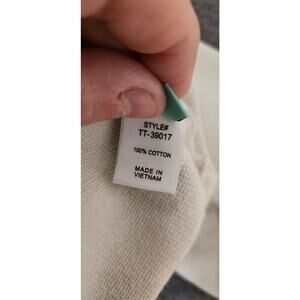 STYLE#
TT-39017
100% COTTON
MADE IN
VIETNAM